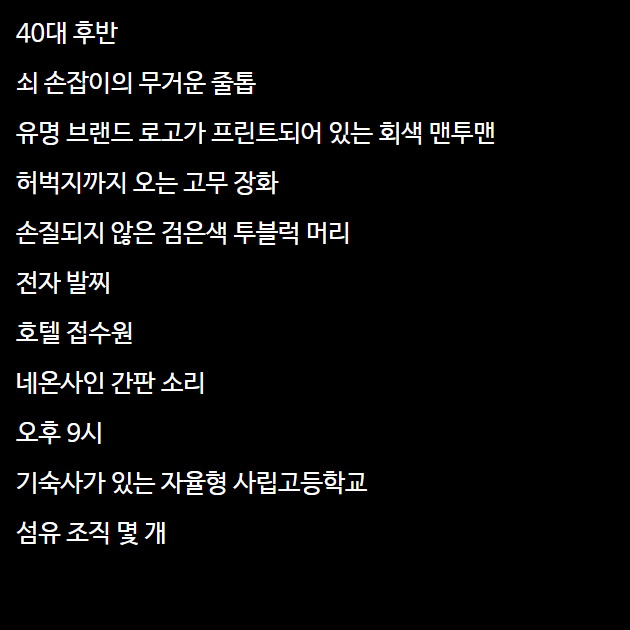 40대 후반
쇠 손잡이의 무거운 줄톱
유명 브랜드 로고가 프린트되어 있는 회색 맨투맨
허벅지까지 오는 고무 장화
손질되지 않은 검은색 투블럭 머리
전자 발찌
호텔 접수원
네온사인 간판 소리
오후 9시
기숙사가 있는 자율형 사립고등학교
섬유 조직 몇 개